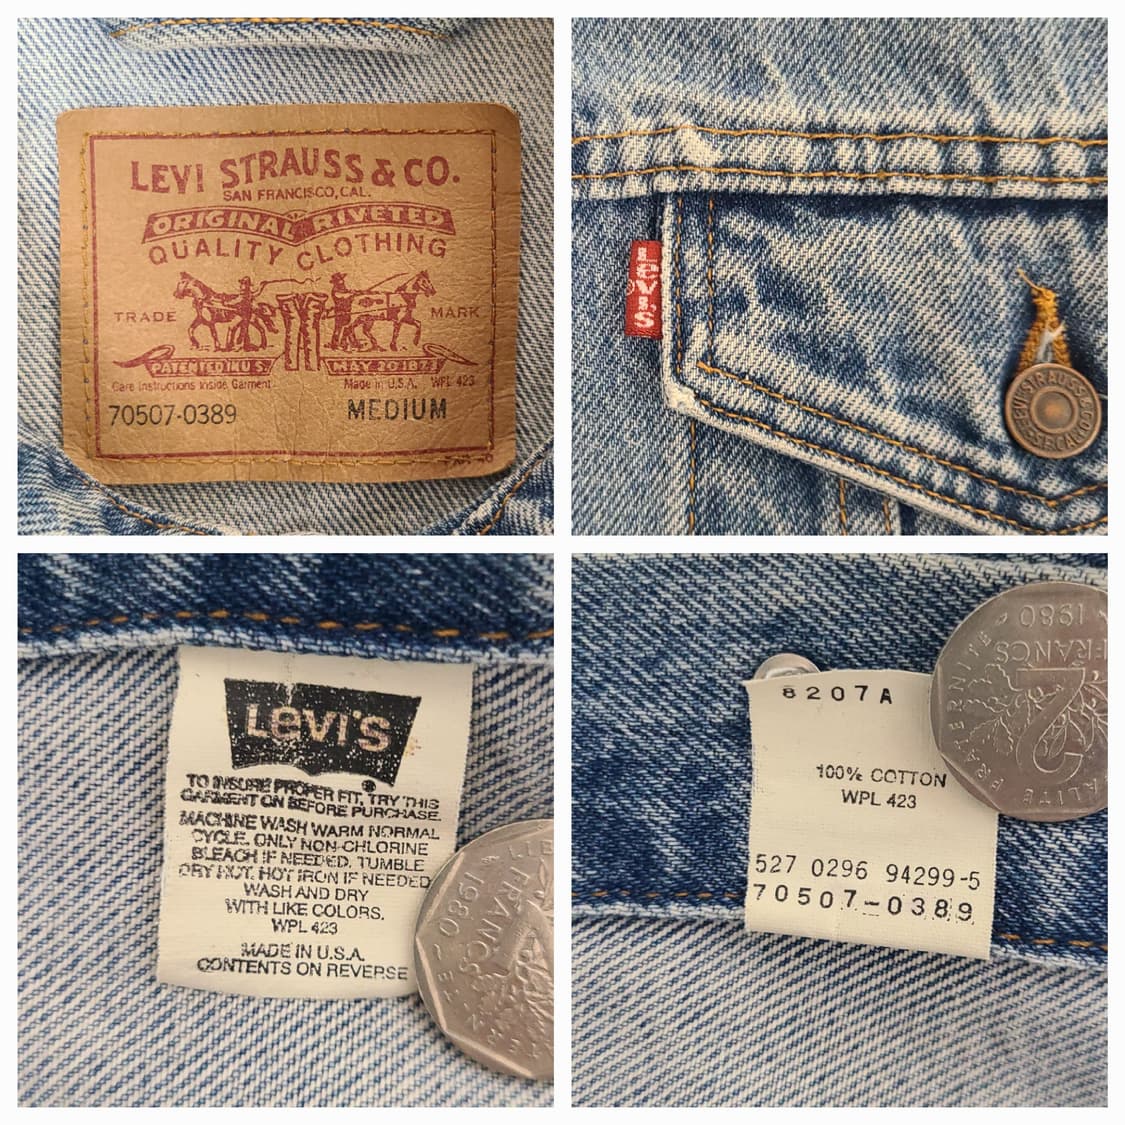 LEVI STRAUSS & CO.
SAN FRANCISCO, CAL.
ORIGINAL RIVETED
QUALITY CLOTHING
TRADE MARK
PATENTED IN U.S. MAY 20 1873
Care Instructions Inside Garment Made in U.S.A. WPL 423
70507-0389 MEDIUM
LEVI'S
LEVI STRAUSS & CO
LEVI'S
®
TO INSURE PROPER FIT, TRY THIS
GARMENT ON BEFORE PURCHASE.
MACHINE WASH WARM NORMAL
CYCLE. ONLY NON-CHLORINE
BLEACH IF NEEDED. TUMBLE
DRY HOT. HOT IRON IF NEEDED
WASH AND DRY
WITH LIKE COLORS.
WPL 423
MADE IN U.S.A.
CONTENTS ON REVERSE
1980
FRANCS
8207A
100% COTTON
WPL 423
527 0296 94299-5
70507-0389
1980
2
FRANCS
FRATERNITE